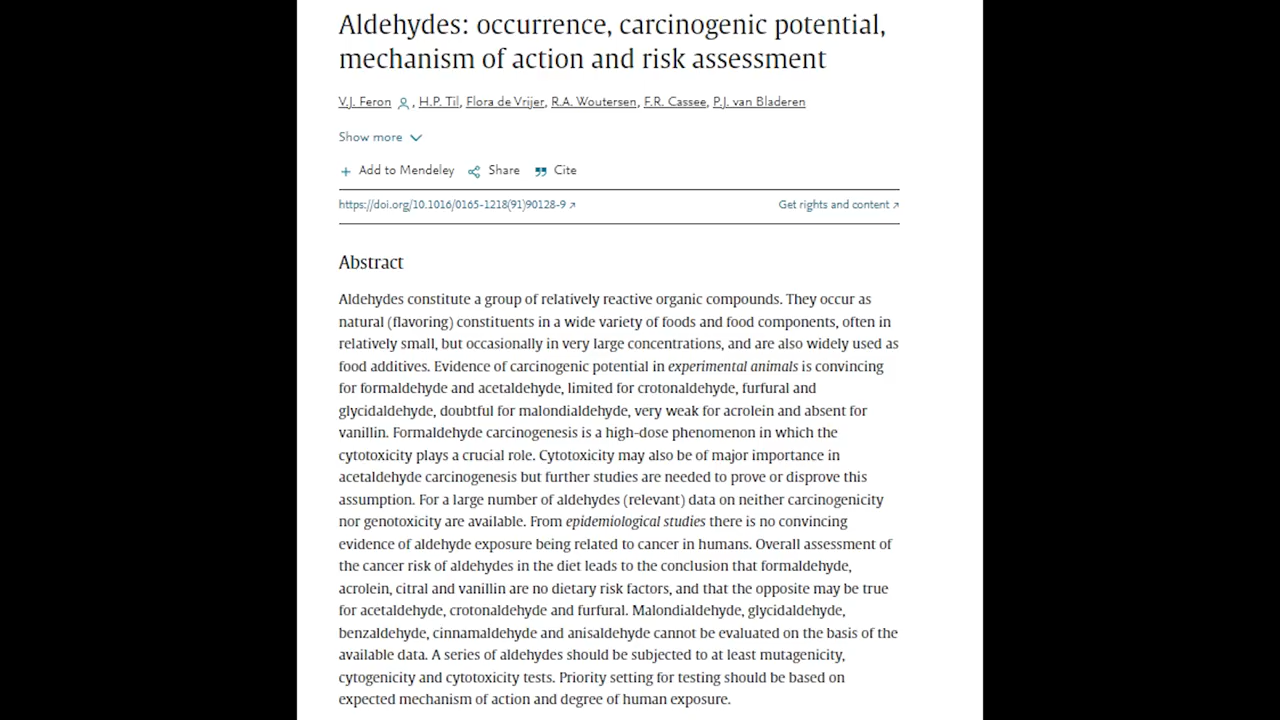 Aldehydes: occurrence, carcinogenic potential,
mechanism of action and risk assessment
V.J. Feron , H.P. Til, Flora de Vrijer, R.A. Woutersen, F.R. Cassee, P.J. van Bladeren
Show more
+ Add to Mendeley Share Cite
https://doi.org/10.1016/0165-1218(91)90128-9 ↗ Get rights and content ↗
Abstract
Aldehydes constitute a group of relatively reactive organic compounds. They occur as
natural (flavoring) constituents in a wide variety of foods and food components, often in
relatively small, but occasionally in very large concentrations, and are also widely used as
food additives. Evidence of carcinogenic potential in experimental animals is convincing
for formaldehyde and acetaldehyde, limited for crotonaldehyde, furfural and
glycidaldehyde, doubtful for malondialdehyde, very weak for acrolein and absent for
vanillin. Formaldehyde carcinogenesis is a high-dose phenomenon in which the
cytotoxicity plays a crucial role. Cytotoxicity may also be of major importance in
acetaldehyde carcinogenesis but further studies are needed to prove or disprove this
assumption. For a large number of aldehydes (relevant) data on neither carcinogenicity
nor genotoxicity are available. From epidemiological studies there is no convincing
evidence of aldehyde exposure being related to cancer in humans. Overall assessment of
the cancer risk of aldehydes in the diet leads to the conclusion that formaldehyde,
acrolein, citral and vanillin are no dietary risk factors, and that the opposite may be true
for acetaldehyde, crotonaldehyde and furfural. Malondialdehyde, glycidaldehyde,
benzaldehyde, cinnamaldehyde and anisaldehyde cannot be evaluated on the basis of the
available data. A series of aldehydes should be subjected to at least mutagenicity,
cytogenicity and cytotoxicity tests. Priority setting for testing should be based on
expected mechanism of action and degree of human exposure.